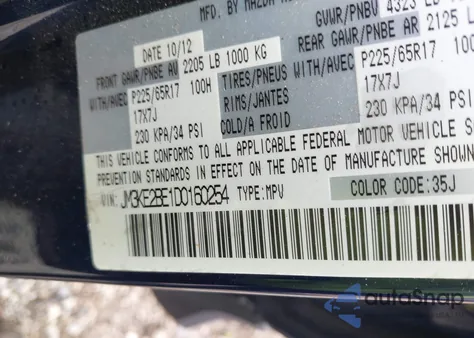 MFD. BY MAZDA
DATE 10/12 GVWR/PNBV 4323 LB
FRONT GAWR/PNBE AV 2205 LB 1000 KG REAR GAWR/PNBE AR 2125
WITH/AVEC P225/65R17 100H TIRES/PNEUS WITH/AVEC P225/65R17
17X7J RIMS/JANTES 17X7J
230 KPA/34 PSI COLD/A FROID 230 KPA/34 PSI
THIS VEHICLE CONFORMS TO ALL APPLICABLE FEDERAL MOTOR VEHICLE
PREVENTION STANDARDS IN EFFECT ON THE DATE OF MANUFACTURE SHOWN
VIN: JM3KE2BE1D0160254 TYPE:MPV COLOR CODE:35J
autoSnap